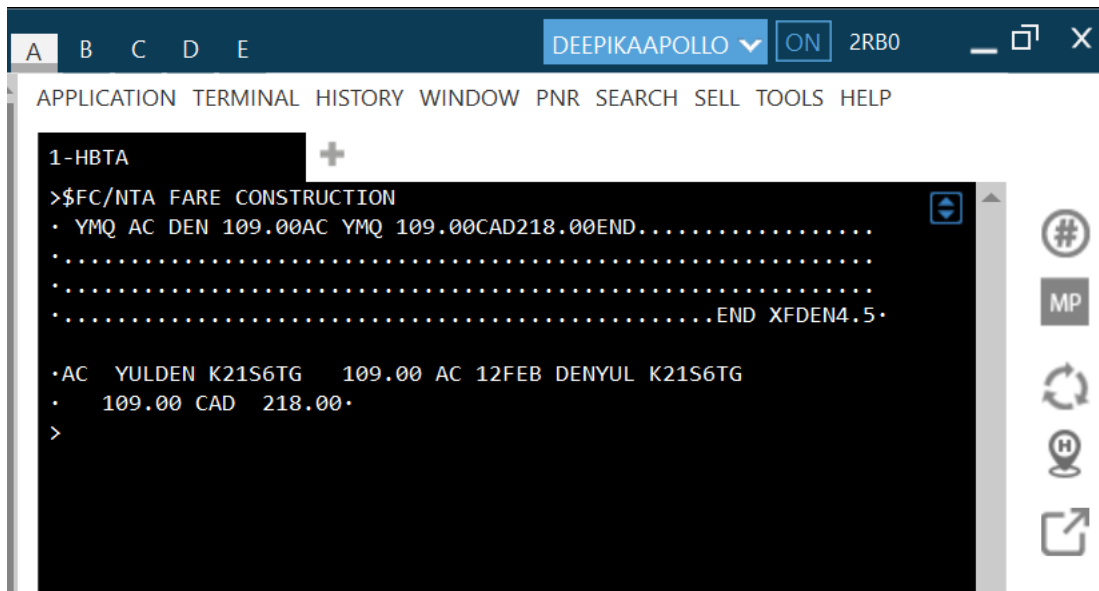 A B C D E DEEPIKAAPOLLO ON 2RB0
APPLICATION TERMINAL HISTORY WINDOW PNR SEARCH SELL TOOLS HELP
1-HBTA
>$FC/NTA FARE CONSTRUCTION
· YMQ AC DEN 109.00AC YMQ 109.00CAD218.00END..................
·.............................................................
·.............................................................
·.................................................END XFDEN4.5·
·AC  YULDEN K21S6TG   109.00 AC 12FEB DENYUL K21S6TG
·   109.00 CAD  218.00·
>
#
MP
H